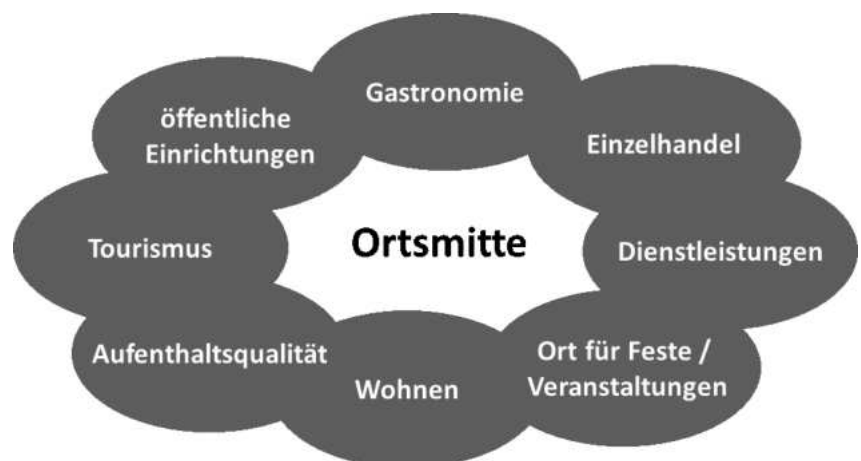 Gastronomie
öffentliche
Einrichtungen
Einzelhandel
Tourismus
Ortsmitte
Dienstleistungen
Aufenthaltsqualität
Ort für Feste /
Veranstaltungen
Wohnen